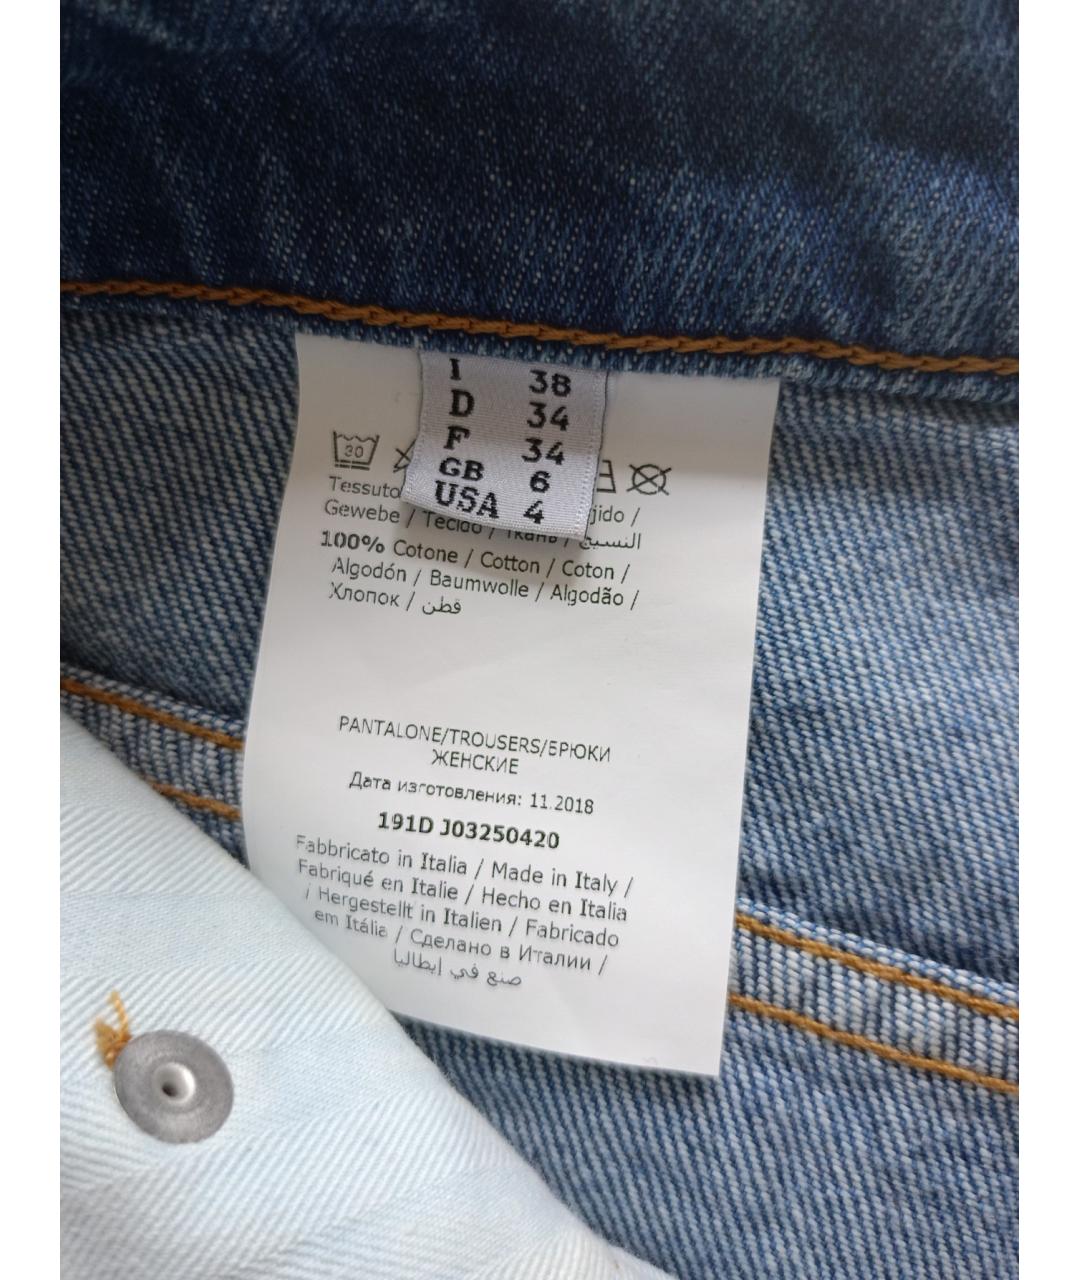 I 38
D 34
F 34
GB 6
USA 4
30
Tessuto jido /
Gewebe / Tecido / Ткань / النسيج
100% Cotone / Cotton / Coton /
Algodón / Baumwolle / Algodão /
Хлопок / قطن
PANTALONE/TROUSERS/БРЮКИ
ЖЕНСКИЕ
Дата изготовления: 11.2018
191D J03250420
Fabbricato in Italia / Made in Italy /
Fabriqué en Italie / Hecho en Italia
/ Hergestellt in Italien / Fabricado
em Itália / Сделано в Италии /
صنع في إيطاليا